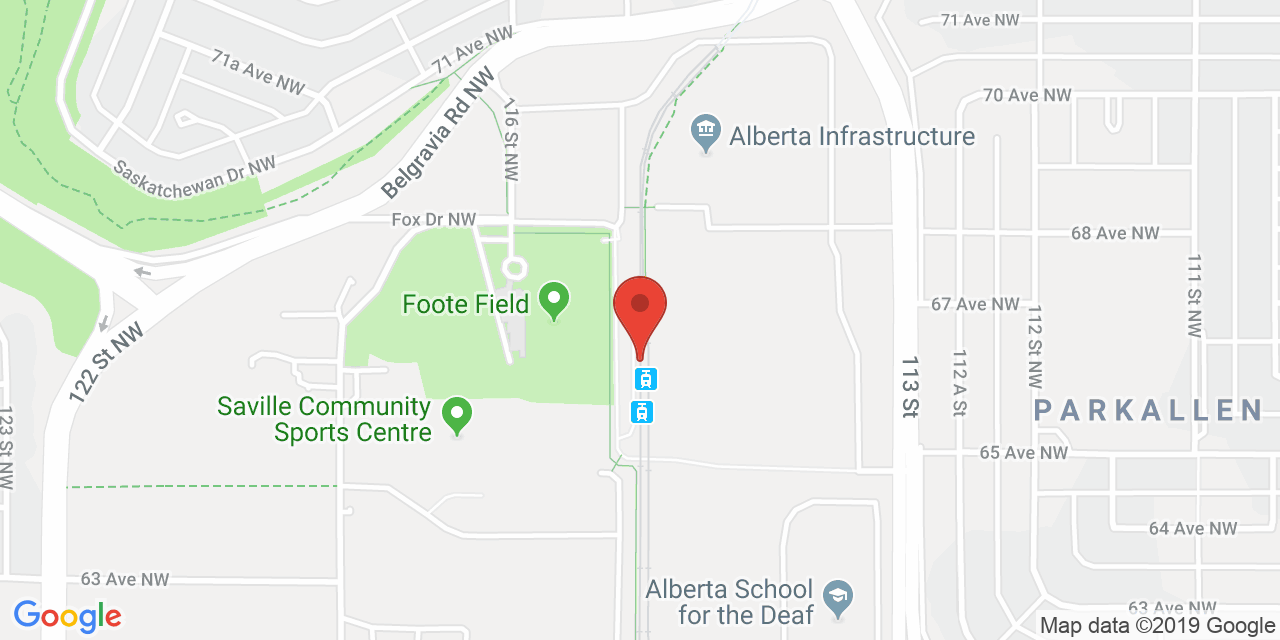 71 Ave NW
71 Ave NW
71a Ave NW
70 Ave NW
Belgravia Rd NW
116 St NW
Alberta Infrastructure
Saskatchewan Dr NW
Fox Dr NW
68 Ave NW
111 St NW
Foote Field
67 Ave NW
112 St NW
122 St NW
113 St
112 A St
Saville Community
Sports Centre
PARKALLEN
123 St NW
65 Ave NW
64 Ave NW
63 Ave NW
Alberta School
for the Deaf
63 Ave NW
Google
Map data ©2019 Google